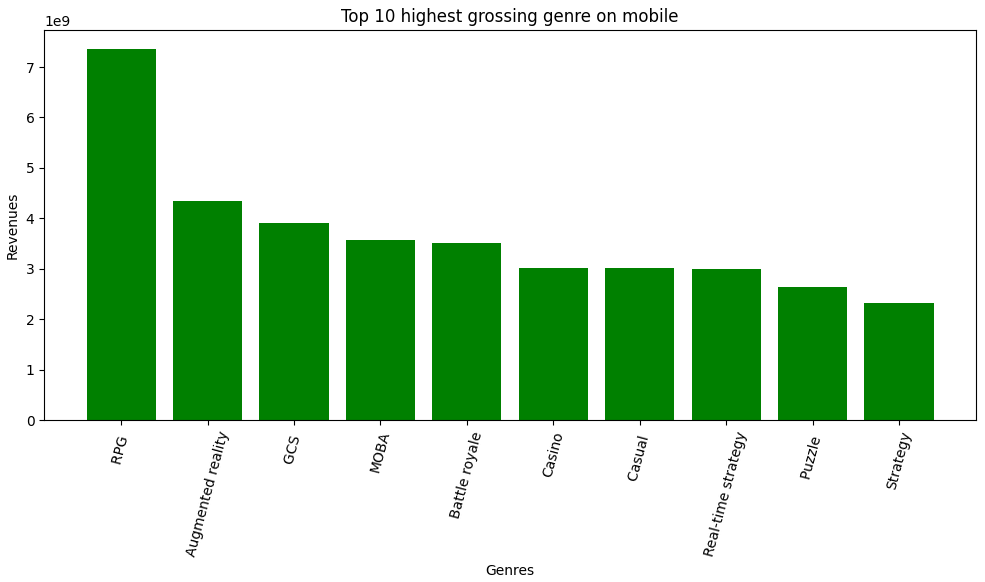 Top 10 highest grossing genre on mobile
1e9
7
6
5
4
3
2
1
0
Revenues
RPG
Augmented reality
GCS
MOBA
Battle royale
Casino
Casual
Real-time strategy
Puzzle
Strategy
Genres